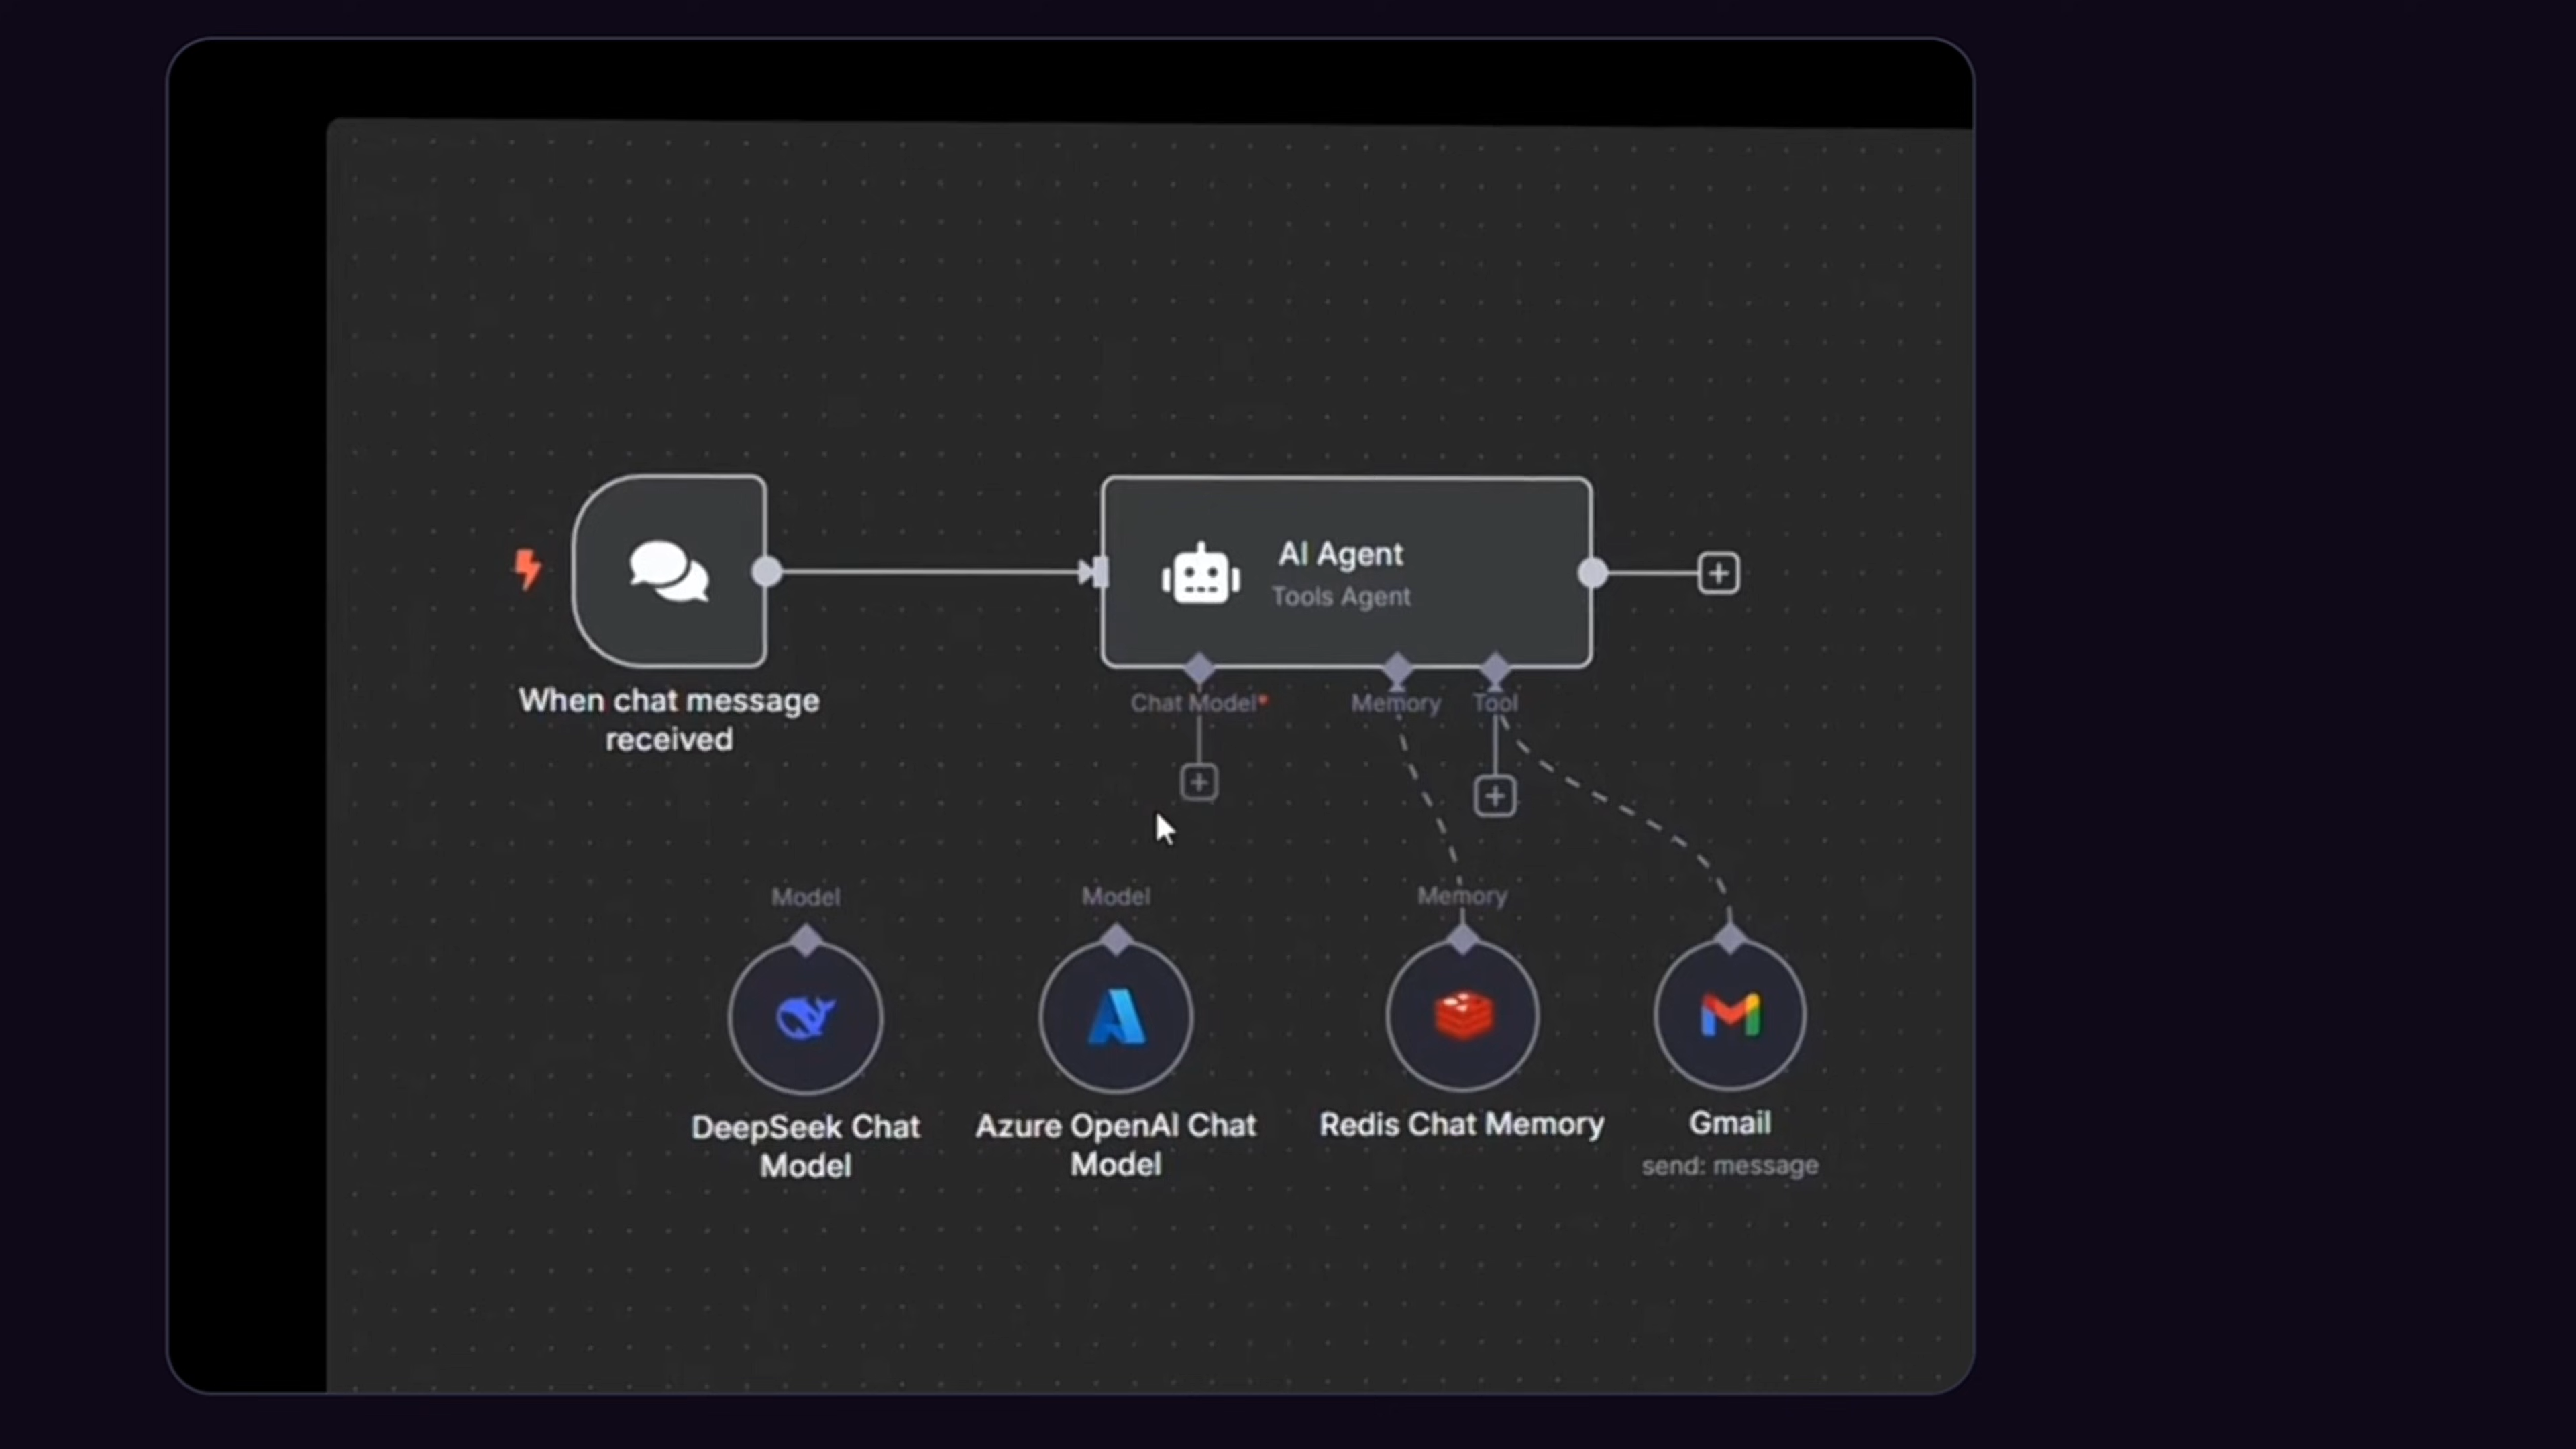 AI Agent
Tools Agent
When chat message
received
Chat Model*
Memory
Tool
Model
Model
Memory
DeepSeek Chat
Model
Azure OpenAI Chat
Model
Redis Chat Memory
Gmail
send: message